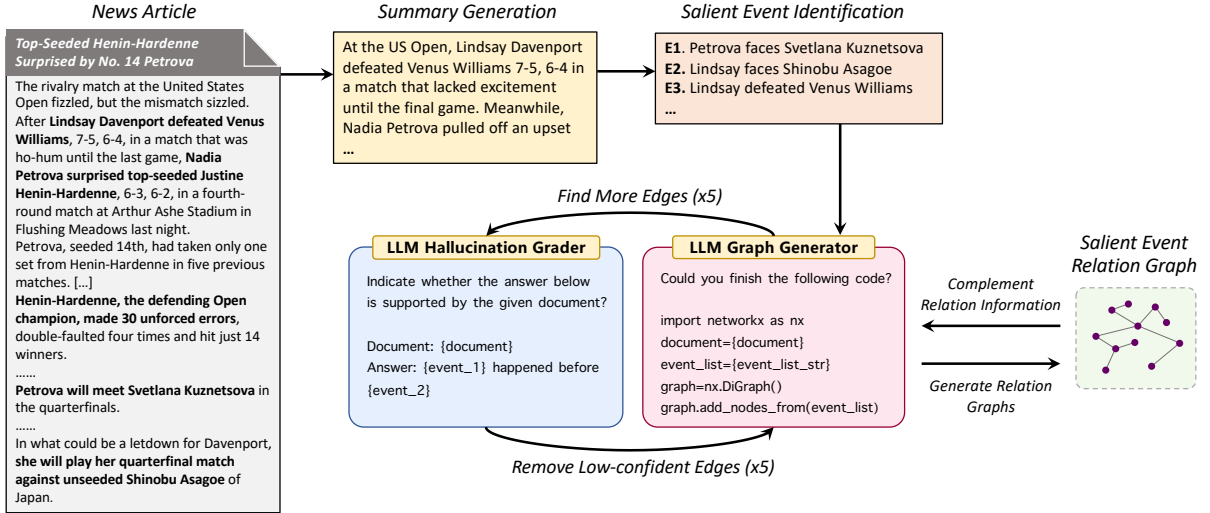 News Article
Top-Seeded Henin-Hardenne
Surprised by No. 14 Petrova
The rivalry match at the United States
Open fizzled, but the mismatch sizzled.
After Lindsay Davenport defeated Venus
Williams, 7-5, 6-4, in a match that was
ho-hum until the last game, Nadia
Petrova surprised top-seeded Justine
Henin-Hardenne, 6-3, 6-2, in a fourth-
round match at Arthur Ashe Stadium in
Flushing Meadows last night.
Petrova, seeded 14th, had taken only one
set from Henin-Hardenne in five previous
matches. [...]
Henin-Hardenne, the defending Open
champion, made 30 unforced errors,
double-faulted four times and hit just 14
winners.
......
Petrova will meet Svetlana Kuznetsova in
the quarterfinals.
......
In what could be a letdown for Davenport,
she will play her quarterfinal match
against unseeded Shinobu Asagoe of
Japan.
Summary Generation
At the US Open, Lindsay Davenport
defeated Venus Williams 7-5, 6-4 in
a match that lacked excitement
until the final game. Meanwhile,
Nadia Petrova pulled off an upset
...
Salient Event Identification
E1. Petrova faces Svetlana Kuznetsova
E2. Lindsay faces Shinobu Asagoe
E3. Lindsay defeated Venus Williams
...
Find More Edges (x5)
LLM Hallucination Grader
Indicate whether the answer below
is supported by the given document?
Document: {document}
Answer: {event_1} happened before
{event_2}
LLM Graph Generator
Could you finish the following code?
import networkx as nx
document={document}
event_list={event_list_str}
graph=nx.DiGraph()
graph.add_nodes_from(event_list)
Remove Low-confident Edges (x5)
Salient Event
Relation Graph
Complement
Relation Information
Generate Relation
Graphs